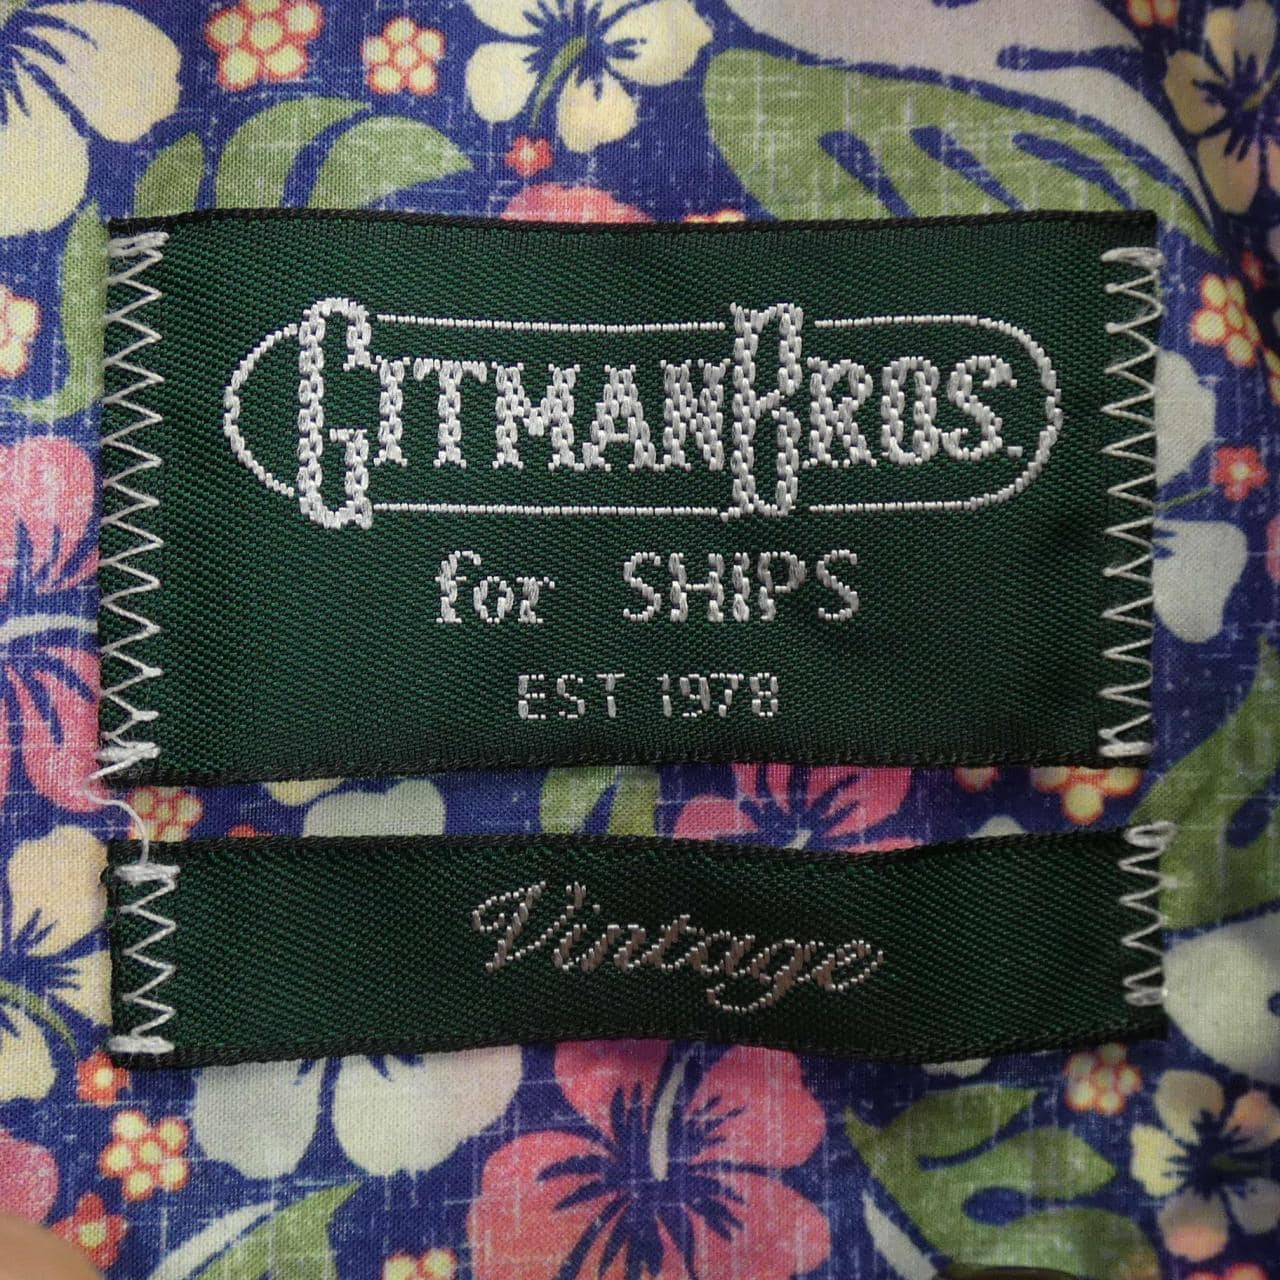 GITMAN BROS.
for SHIPS
EST 1978
Vintage